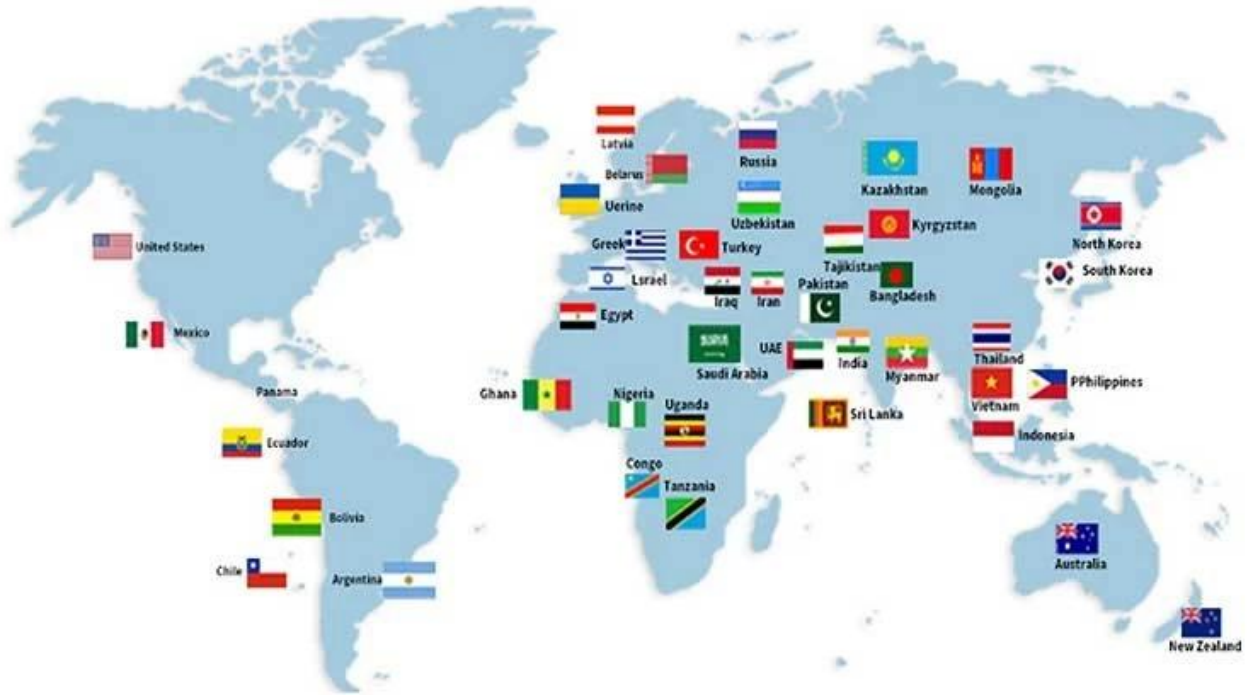 Latvia
Russia
Belarus
Kazakhstan
Mongolia
Uerine
Uzbekistan
Kyrgyzstan
North Korea
United States
Greek
Turkey
Tajikistan
South Korea
Lsrael
Iraq
Iran
Pakistan
Bangladesh
Egypt
Mexico
UAE
India
Thailand
Saudi Arabia
Myanmar
Panama
Ghana
Nigeria
Uganda
Vietnam
PPhilippines
Sri Lanka
Indonesia
Ecuador
Congo
Tanzania
Bolivia
Australia
Chile
Argentina
New Zealand